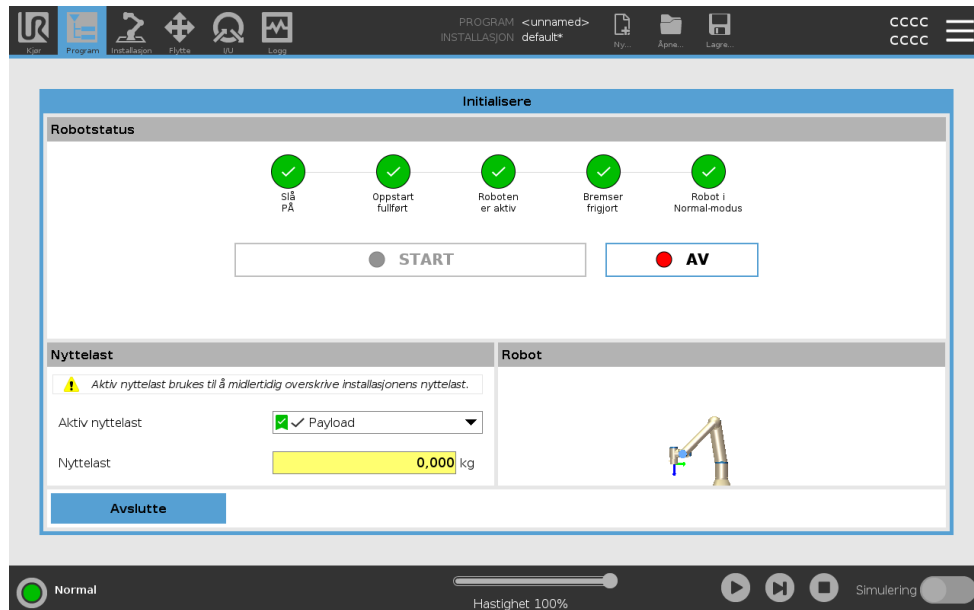 PROGRAM <unnamed>
INSTALLASJON default*
CCCC
CCCC
Kjør
Program
Installasjon
Flytte
I/U
Logg
Ny...
Åpne...
Lagre...
Initialisere
Robotstatus
Slå
PÅ
Oppstart
fullført
Roboten
er aktiv
Bremser
frigjort
Robot i
Normal-modus
START
AV
Nyttelast
Robot
Aktiv nyttelast brukes til å midlertidig overskrive installasjonens nyttelast.
Aktiv nyttelast
Payload
Nyttelast
0,000 kg
Avslutte
Normal
Hastighet 100%
Simulering